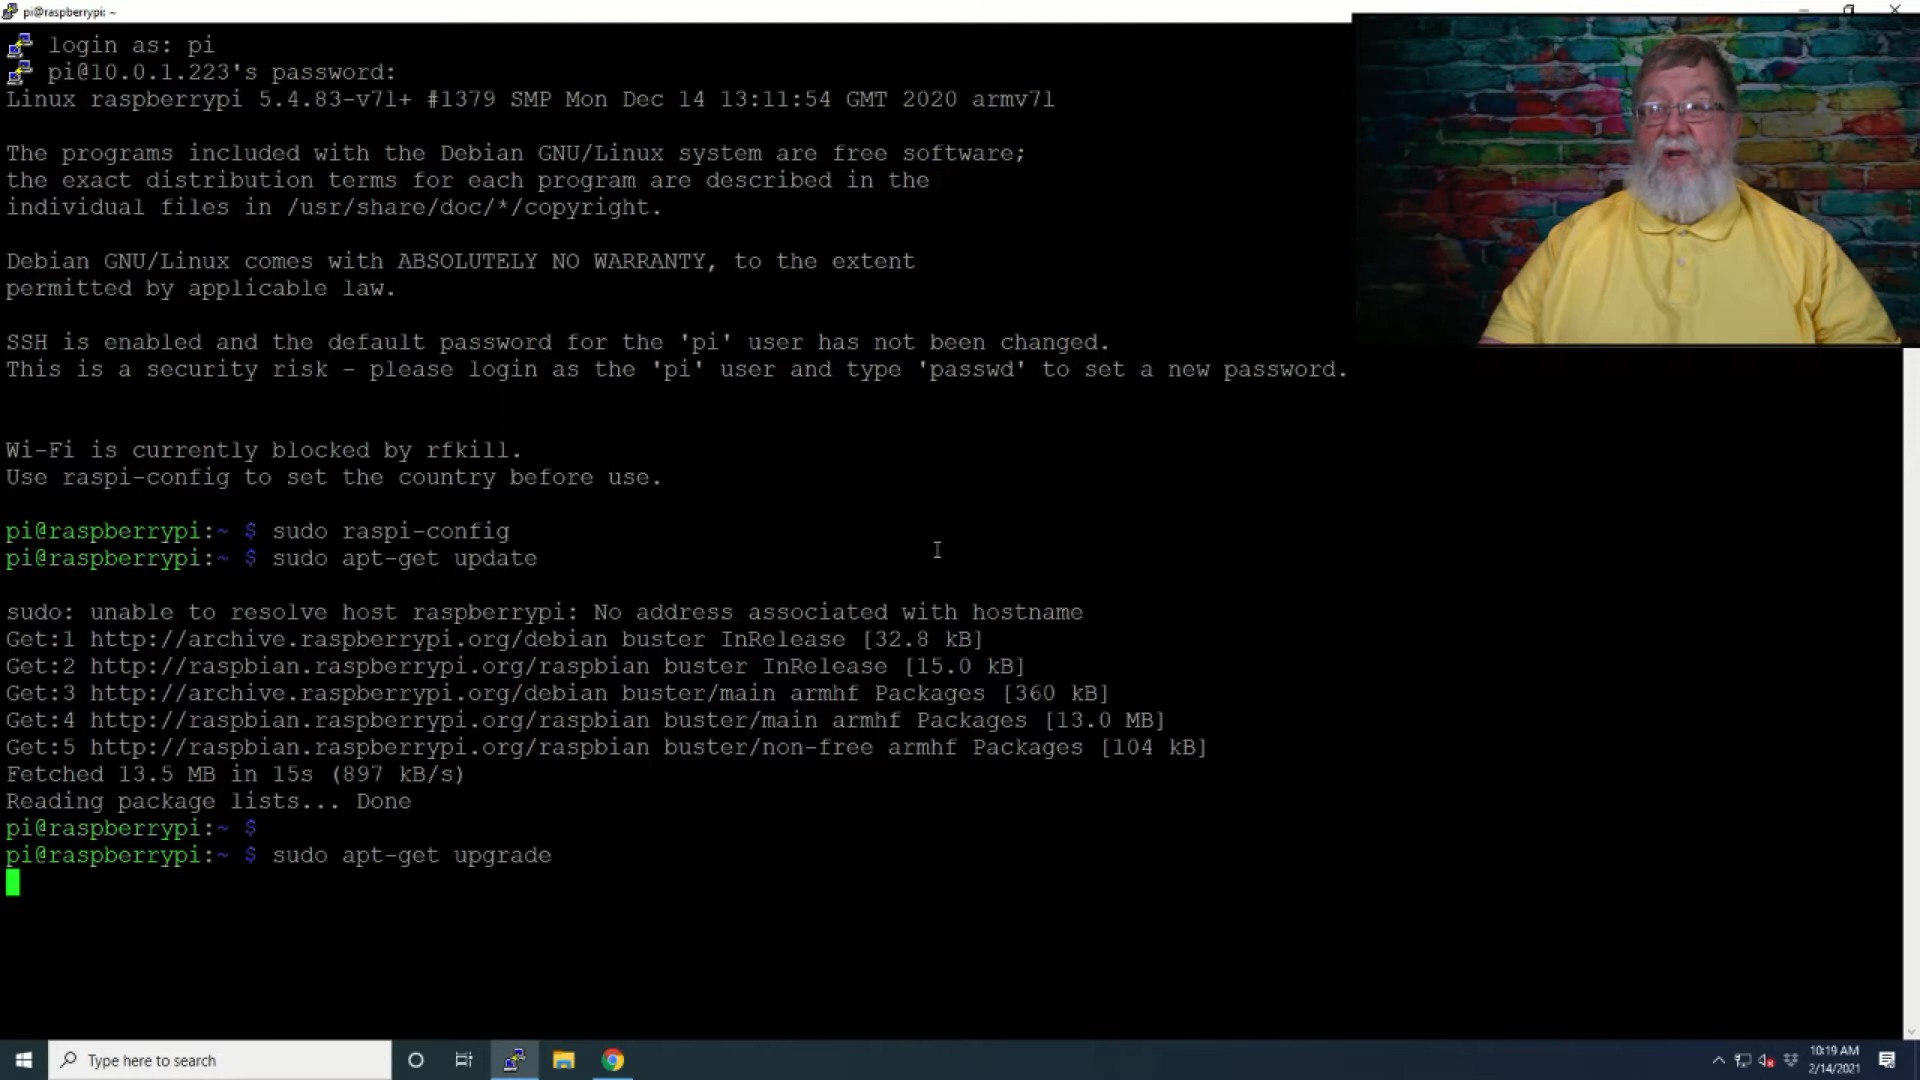 pi@raspberrypi: ~
login as: pi
pi@10.0.1.223's password:
Linux raspberrypi 5.4.83-v7l+ #1379 SMP Mon Dec 14 13:11:54 GMT 2020 armv7l
The programs included with the Debian GNU/Linux system are free software;
the exact distribution terms for each program are described in the
individual files in /usr/share/doc/*/copyright.
Debian GNU/Linux comes with ABSOLUTELY NO WARRANTY, to the extent
permitted by applicable law.
SSH is enabled and the default password for the 'pi' user has not been changed.
This is a security risk - please login as the 'pi' user and type 'passwd' to set a new password.
Wi-Fi is currently blocked by rfkill.
Use raspi-config to set the country before use.
pi@raspberrypi:~ $ sudo raspi-config
pi@raspberrypi:~ $ sudo apt-get update
sudo: unable to resolve host raspberrypi: No address associated with hostname
Get:1 http://archive.raspberrypi.org/debian buster InRelease [32.8 kB]
Get:2 http://raspbian.raspberrypi.org/raspbian buster InRelease [15.0 kB]
Get:3 http://archive.raspberrypi.org/debian buster/main armhf Packages [360 kB]
Get:4 http://raspbian.raspberrypi.org/raspbian buster/main armhf Packages [13.0 MB]
Get:5 http://raspbian.raspberrypi.org/raspbian buster/non-free armhf Packages [104 kB]
Fetched 13.5 MB in 15s (897 kB/s)
Reading package lists... Done
pi@raspberrypi:~ $
pi@raspberrypi:~ $ sudo apt-get upgrade
Type here to search
10:19 AM
2/14/2021